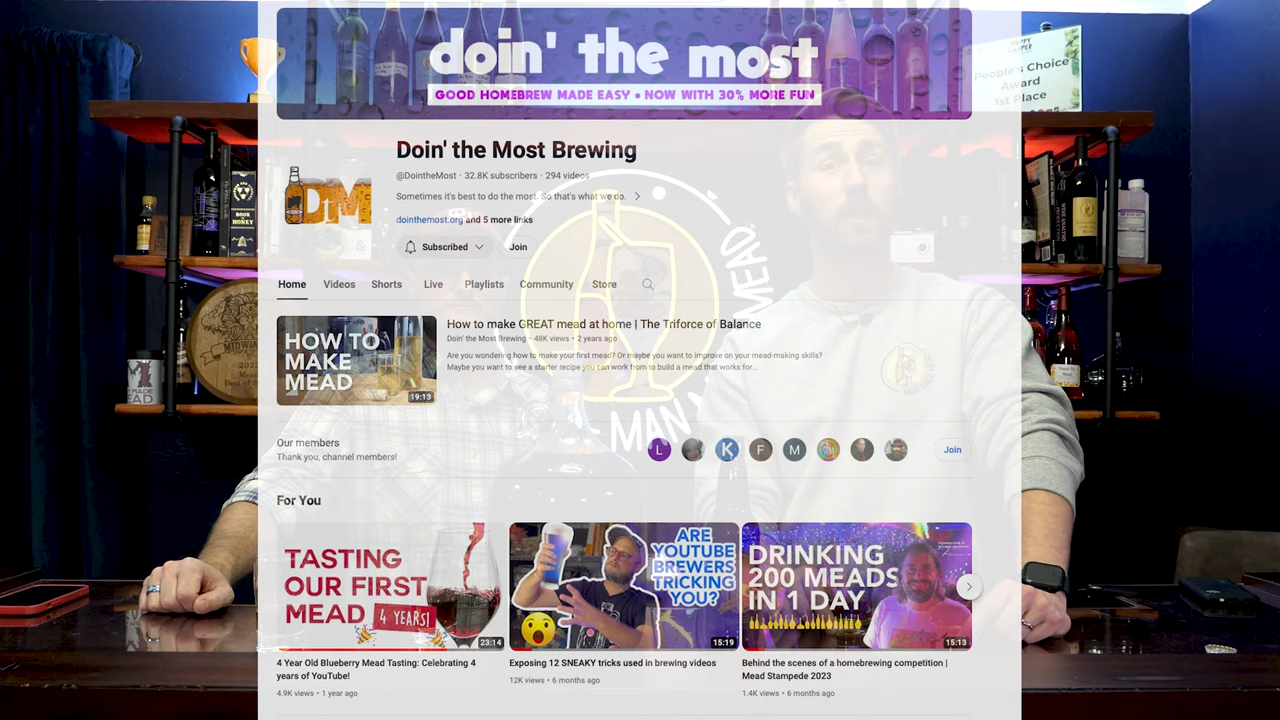 doin' the most
GOOD HOMEBREW MADE EASY • NOW WITH 30% MORE FUN
People's Choice
Award
1st Place
Doin' the Most Brewing
@DointheMost · 32.8K subscribers · 294 videos
Sometimes it's best to do the most. So that's what we do.
DM
dointhemost.org and 5 more links
Subscribed
Join
Home Videos Shorts Live Playlists Community Store
MEAD
HOW TO
MAKE
MEAD
19:13
How to make GREAT mead at home | The Triforce of Balance
Doin' the Most Brewing • 48K views • 2 years ago
Are you wondering how to make your first mead? Or maybe you want to improve on your mead-making skills?
Maybe you want to see a starter recipe you can work from to build a mead that works for...
MAN
Our members
Thank you, channel members!
L
K
F
M
Join
For You
TASTING
OUR FIRST
MEAD 4 YEARS!
23:14
ARE
YOUTUBE
BREWERS
TRICKING
YOU?
15:19
DRINKING
200 MEADS
IN 1 DAY
15:13
4 Year Old Blueberry Mead Tasting: Celebrating 4
years of YouTube!
4.9K views • 1 year ago
Exposing 12 SNEAKY tricks used in brewing videos
12K views • 6 months ago
Behind the scenes of a homebrewing competition |
Mead Stampede 2023
1.4K views • 6 months ago